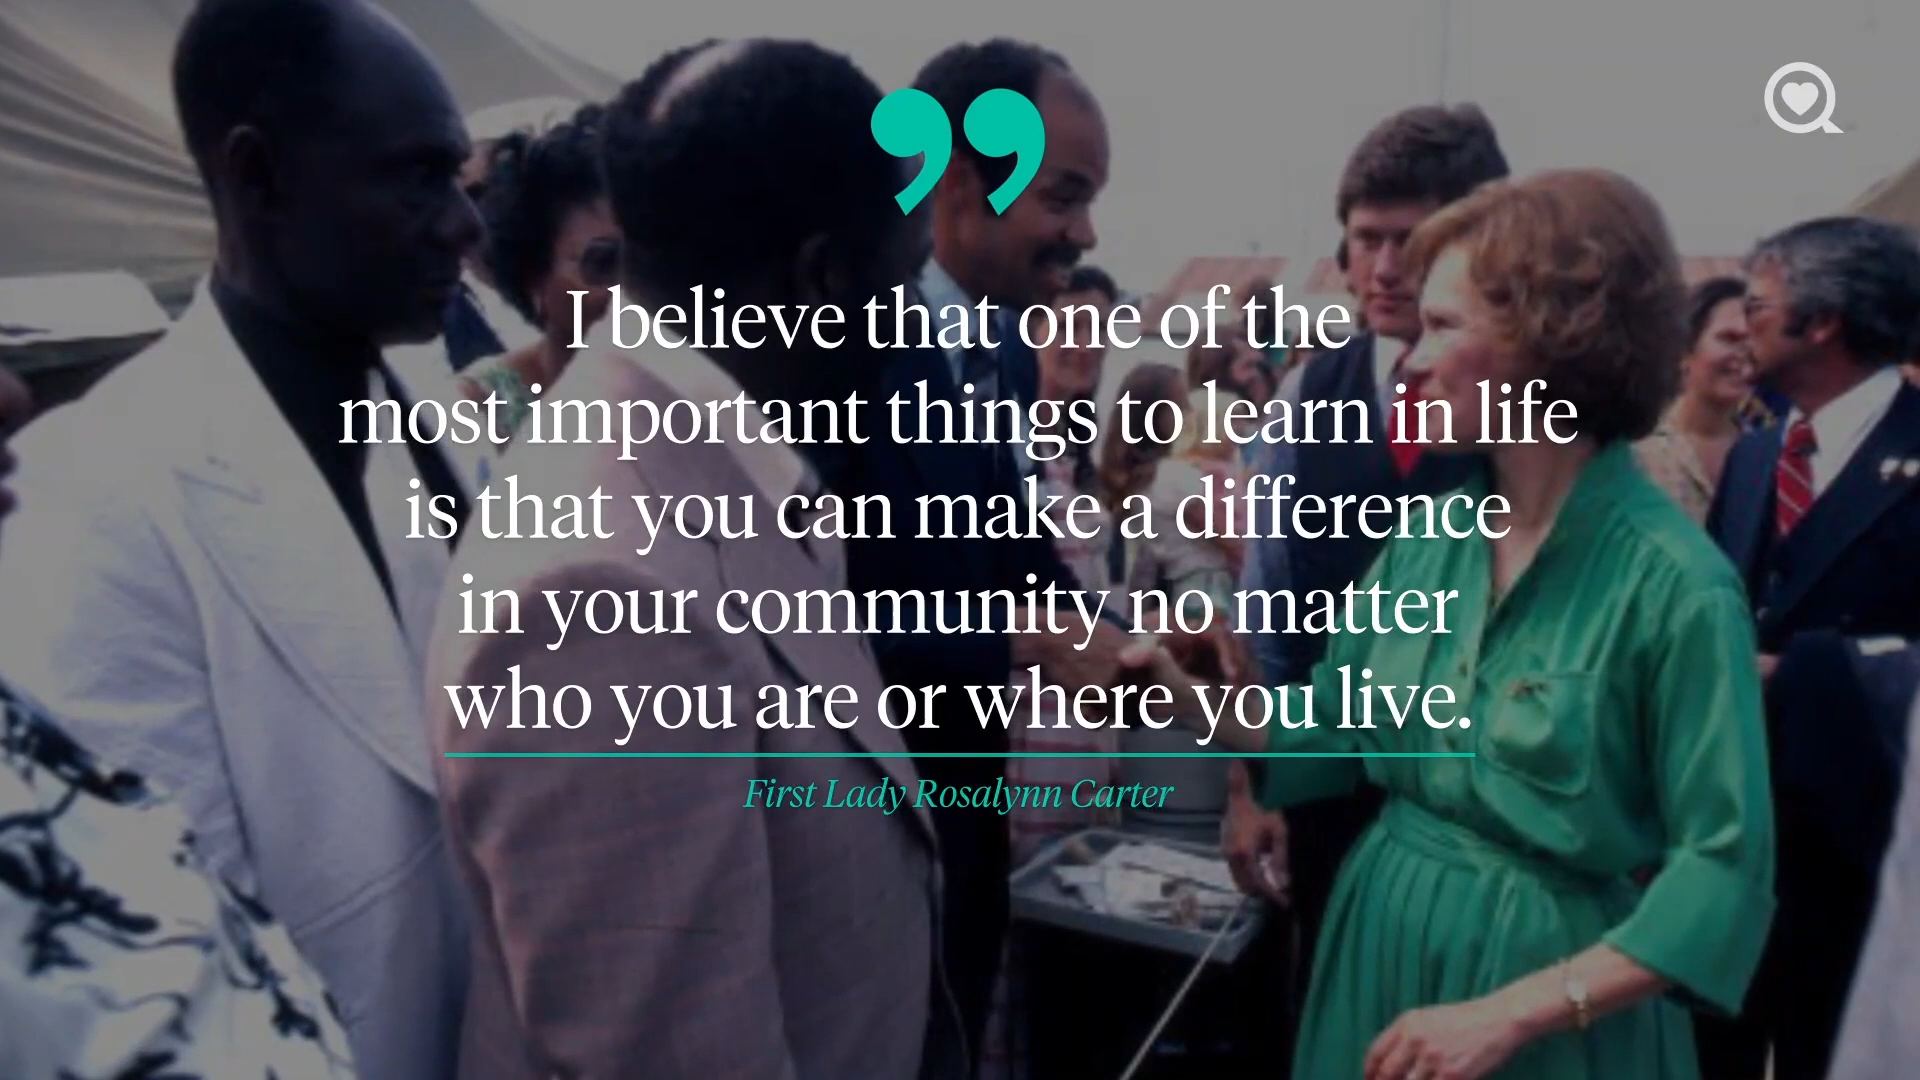 ”
I believe that one of the
most important things to learn in life
is that you can make a difference
in your community no matter
who you are or where you live.
First Lady Rosalynn Carter